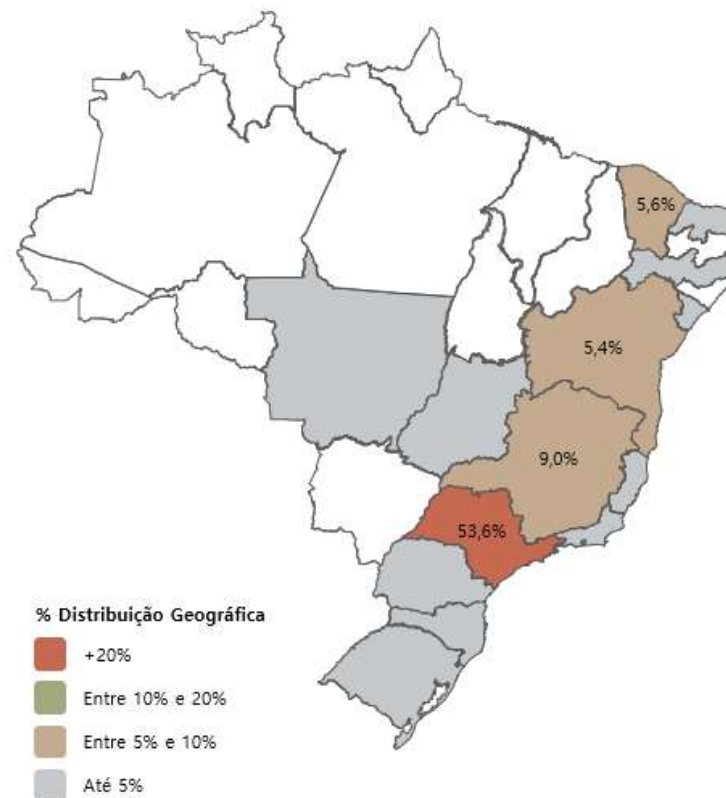 5,6%
5,4%
9,0%
53,6%
% Distribuição Geográfica
+20%
Entre 10% e 20%
Entre 5% e 10%
Até 5%